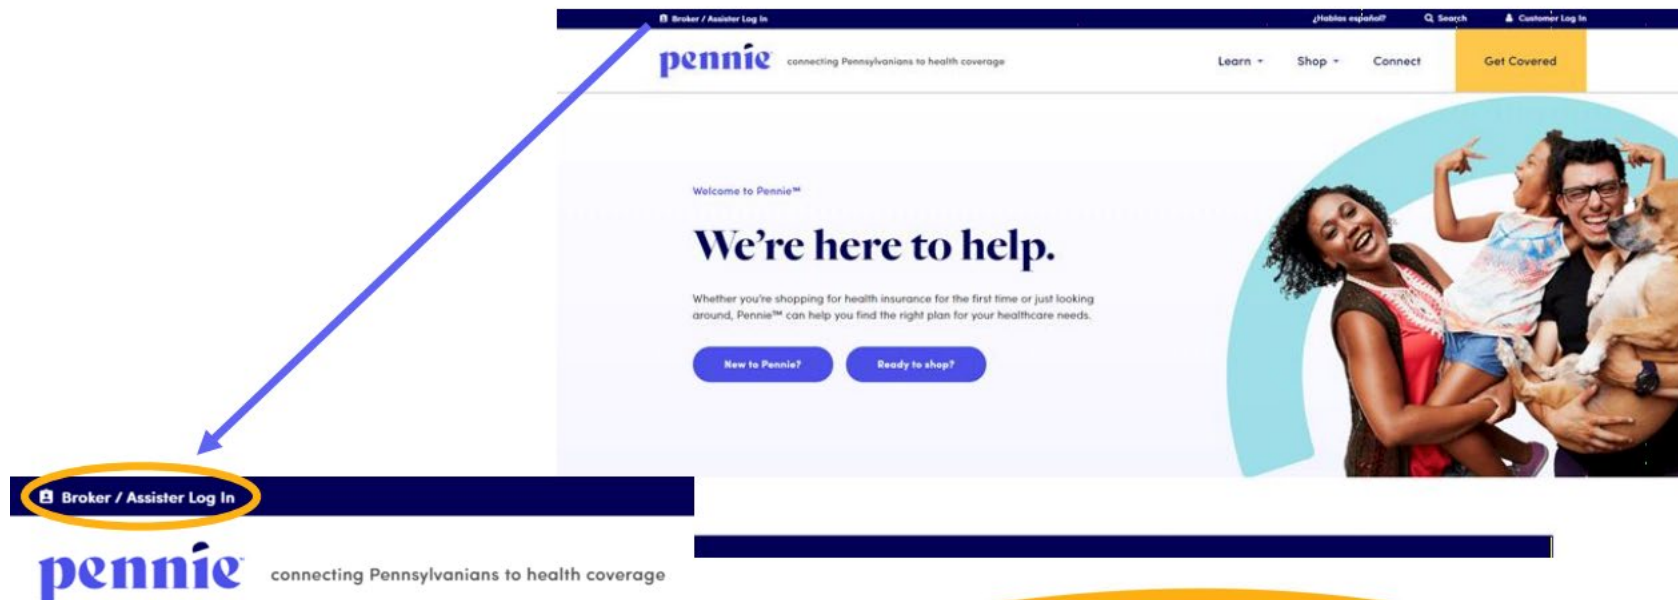 Broker / Assister Log In
¿Hablas español?
Search
Customer Log In
pennie
connecting Pennsylvanians to health coverage
Learn
Shop
Connect
Get Covered
Welcome to Pennie™
We're here to help.
Whether you're shopping for health insurance for the first time or just looking
around, Pennie™ can help you find the right plan for your healthcare needs.
New to Pennie?
Ready to shop?
Broker / Assister Log In
pennie™
connecting Pennsylvanians to health coverage